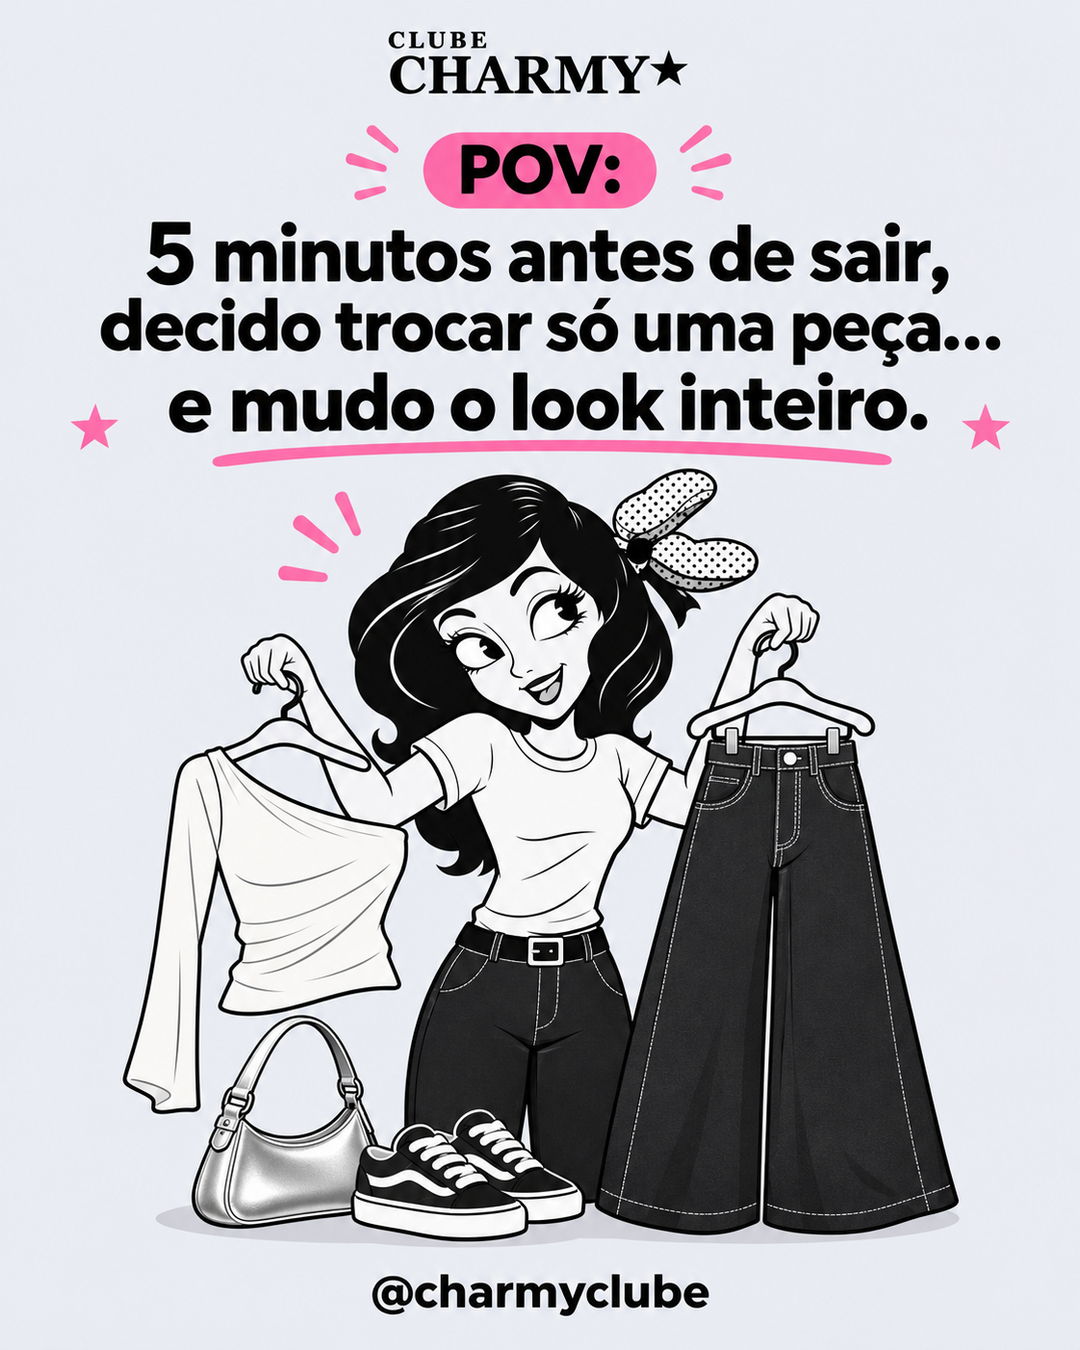 CLUBE
CHARMY★
POV:
5 minutos antes de sair,
decido trocar só uma peça...
e mudo o look inteiro.
@charmyclube